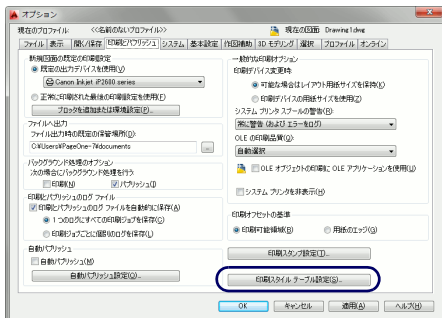 オプション
現在のプロファイル: <<名前のないプロファイル>> 現在の図面: Drawing1.dwg
ファイル 表示 開く/保存 印刷とパブリッシュ システム 基本設定 作図補助 3D モデリング 選択 プロファイル オンライン
新規図面の既定の印刷設定
既定の出力デバイスを使用(V)
Canon Inkjet iP2600 series
正常に印刷された最後の印刷設定を使用(F)
プロッタを追加または環境設定(P)...
ファイルへ出力
ファイル出力時の既定の保管場所(D):
C:¥Users¥PageOne-7¥documents
...
バックグラウンド処理のオプション
次の場合にバックグラウンド処理を行う:
印刷(N) パブリッシュ(I)
印刷とパブリッシュのログ ファイル
印刷とパブリッシュのログ ファイルを自動的に保存(A)
1 つのログにすべての印刷ジョブを保存(C)
印刷ジョブごとに個別のログを保存(L)
自動パブリッシュ
自動パブリッシュ(M)
自動パブリッシュ設定(O)...
一般的な印刷オプション
印刷デバイス変更時:
可能な場合はレイアウト用紙サイズを保持(K)
印刷デバイスの用紙サイズを使用(Z)
システム プリンタ スプールの警告(R):
常に警告 (および エラーをログ)
OLE の印刷品質(Q):
自動選択
OLE オブジェクトの印刷に OLE アプリケーションを使用(U)
システム プリンタを非表示(H)
印刷オフセットの基準
印刷可能領域(B) 用紙のエッジ(G)
印刷スタンプ設定(T)...
印刷スタイル テーブル設定(S)...
OK キャンセル 適用(A) ヘルプ(H)